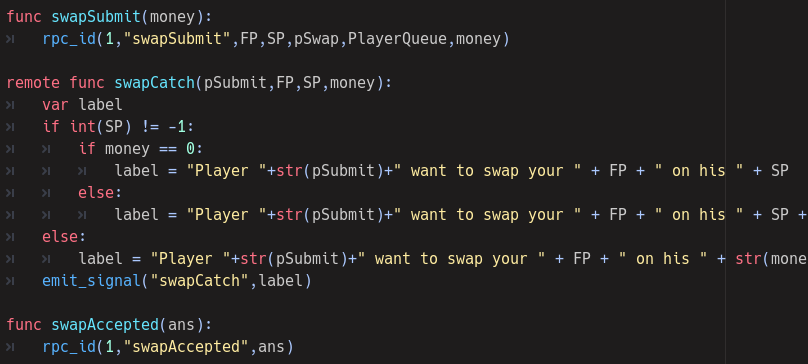 func swapSubmit(money):
    rpc_id(1,"swapSubmit",FP,SP,pSwap,PlayerQueue,money)
remote func swapCatch(pSubmit,FP,SP,money):
    var label
    if int(SP) != -1:
        if money == 0:
            label = "Player "+str(pSubmit)+" want to swap your " + FP + " on his " + SP
        else:
            label = "Player "+str(pSubmit)+" want to swap your " + FP + " on his " + SP +
    else:
        label = "Player "+str(pSubmit)+" want to swap your " + FP + " on his " + str(mone
    emit_signal("swapCatch",label)
func swapAccepted(ans):
    rpc_id(1,"swapAccepted",ans)